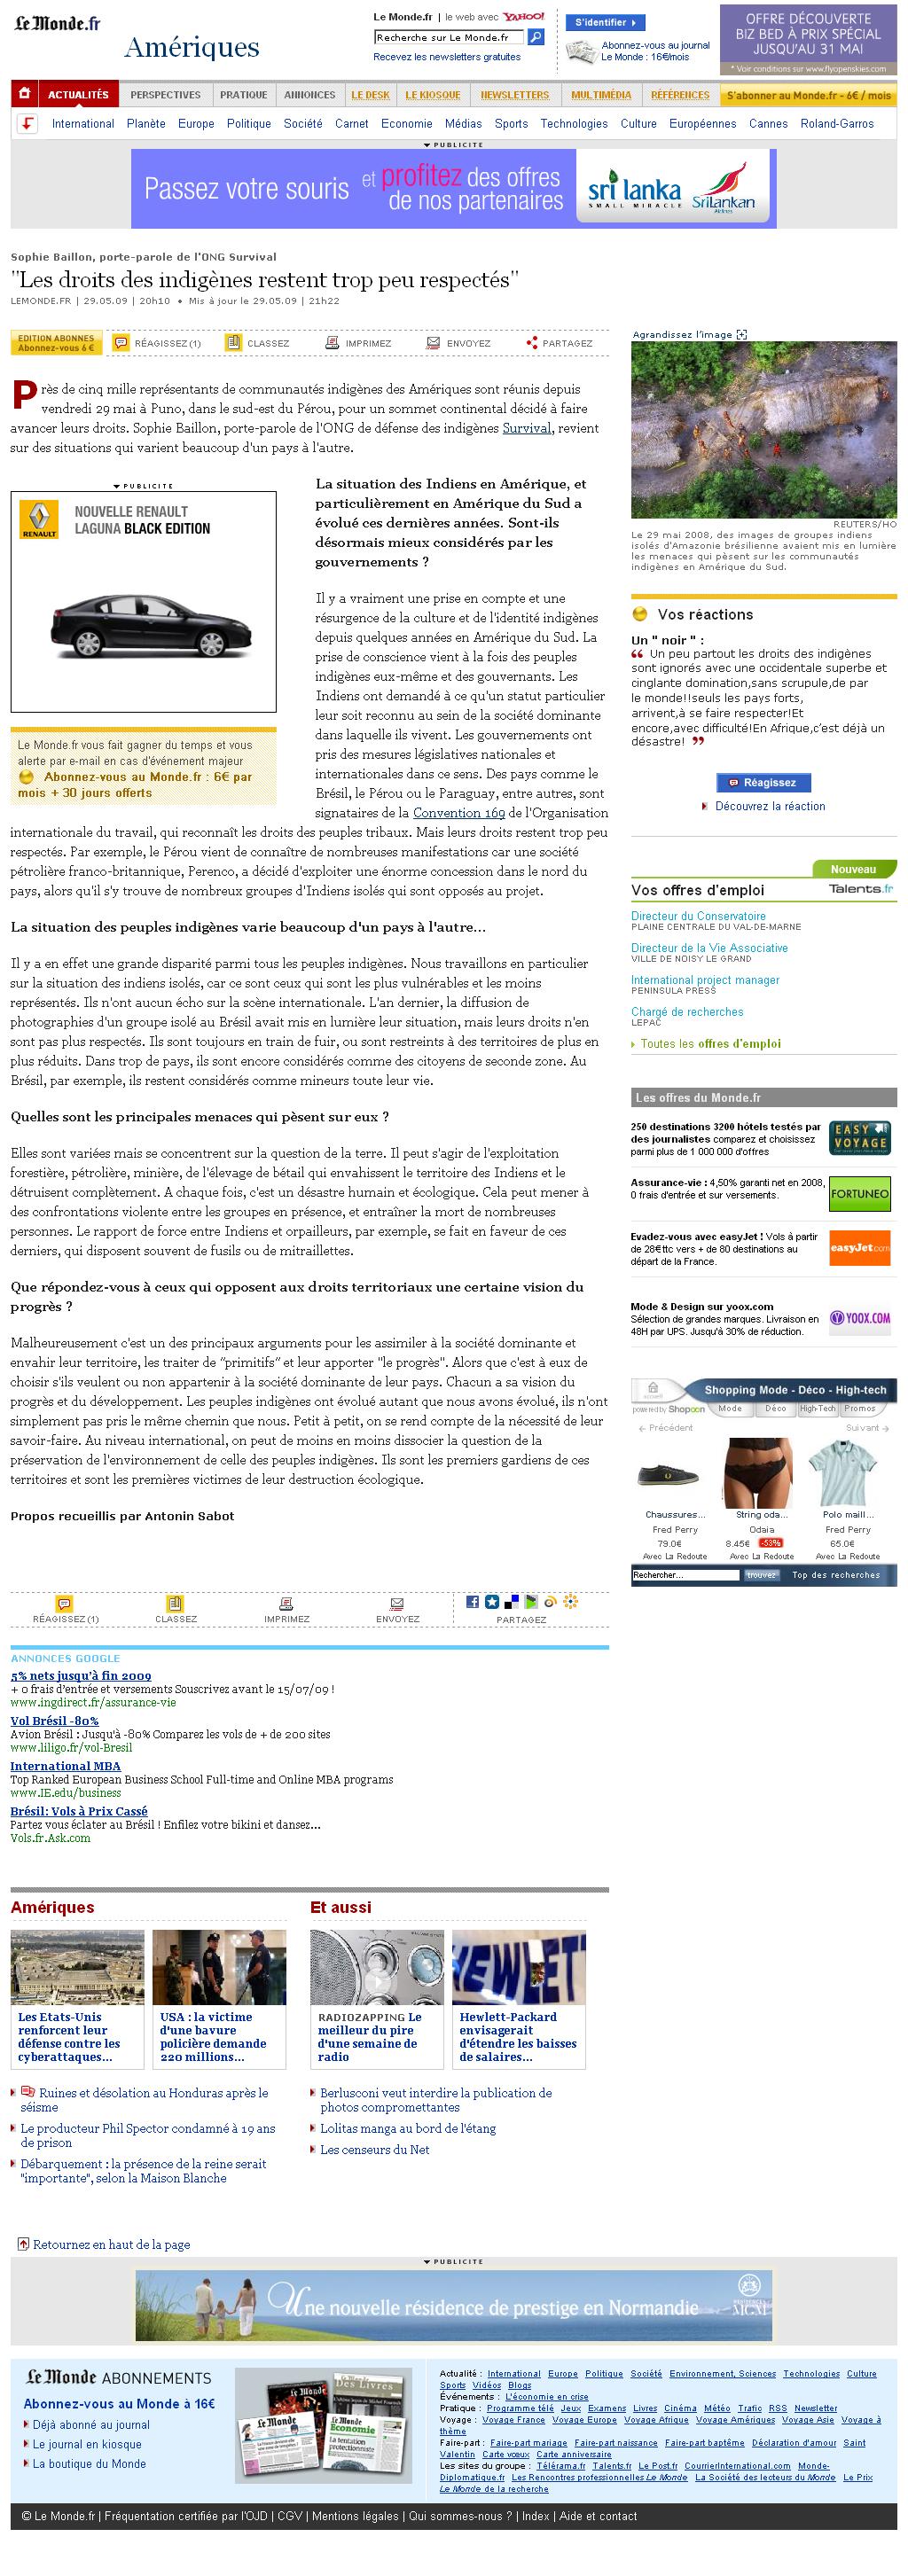 Le Monde.fr
Amériques
Le Monde.fr | le web avec YAHOO!
Recherche sur Le Monde.fr
Recevez les newsletters gratuites
S'identifier
Abonnez-vous au journal
Le Monde : 16€/mois
OFFRE DÉCOUVERTE
BIZ BED À PRIX SPÉCIAL
JUSQU'AU 31 MAI
* Voir conditions sur www.flyopenskies.com
ACTUALITÉS PERSPECTIVES PRATIQUE ANNONCES LE DESK LE KIOSQUE NEWSLETTERS MULTIMÉDIA RÉFÉRENCES S'abonner au Monde.fr - 6€ / mois
International Planète Europe Politique Société Carnet Economie Médias Sports Technologies Culture Européennes Cannes Roland-Garros
PUBLICITE
Passez votre souris et profitez des offres
de nos partenaires
sri lanka
SMALL MIRACLE
SriLankan
Airlines
Sophie Baillon, porte-parole de l'ONG Survival
"Les droits des indigènes restent trop peu respectés"
LEMONDE.FR | 29.05.09 | 20h10 • Mis à jour le 29.05.09 | 21h22
EDITION ABONNES
Abonnez-vous 6 €
RÉAGISSEZ (1) CLASSEZ IMPRIMEZ ENVOYEZ PARTAGEZ
Près de cinq mille représentants de communautés indigènes des Amériques sont réunis depuis
vendredi 29 mai à Puno, dans le sud-est du Pérou, pour un sommet continental décidé à faire
avancer leurs droits. Sophie Baillon, porte-parole de l'ONG de défense des indigènes Survival, revient
sur des situations qui varient beaucoup d'un pays à l'autre.
PUBLICITE
RENAULT
NOUVELLE RENAULT
LAGUNA BLACK EDITION
Le Monde.fr vous fait gagner du temps et vous
alerte par e-mail en cas d'événement majeur
Abonnez-vous au Monde.fr : 6€ par
mois + 30 jours offerts
La situation des Indiens en Amérique, et
particulièrement en Amérique du Sud a
évolué ces dernières années. Sont-ils
désormais mieux considérés par les
gouvernements ?
Il y a vraiment une prise en compte et une
résurgence de la culture et de l'identité indigènes
depuis quelques années en Amérique du Sud. La
prise de conscience vient à la fois des peuples
indigènes eux-même et des gouvernants. Les
Indiens ont demandé à ce qu'un statut particulier
leur soit reconnu au sein de la société dominante
dans laquelle ils vivent. Les gouvernements ont
pris des mesures législatives nationales et
internationales dans ce sens. Des pays comme le
Brésil, le Pérou ou le Paraguay, entre autres, sont
signataires de la Convention 169 de l'Organisation
internationale du travail, qui reconnaît les droits des peuples tribaux. Mais leurs droits restent trop peu
respectés. Par exemple, le Pérou vient de connaître de nombreuses manifestations car une société
pétrolière franco-britannique, Perenco, a décidé d'exploiter une énorme concession dans le nord du
pays, alors qu'il s'y trouve de nombreux groupes d'Indiens isolés qui sont opposés au projet.
La situation des peuples indigènes varie beaucoup d'un pays à l'autre...
Il y a en effet une grande disparité parmi tous les peuples indigènes. Nous travaillons en particulier
sur la situation des indiens isolés, car ce sont ceux qui sont les plus vulnérables et les moins
représentés. Ils n'ont aucun écho sur la scène internationale. L'an dernier, la diffusion de
photographies d'un groupe isolé au Brésil avait mis en lumière leur situation, mais leurs droits n'en
sont pas plus respectés. Ils sont toujours en train de fuir, ou sont restreints à des territoires de plus en
plus réduits. Dans trop de pays, ils sont encore considérés comme des citoyens de seconde zone. Au
Brésil, par exemple, ils restent considérés comme mineurs toute leur vie.
Quelles sont les principales menaces qui pèsent sur eux ?
Elles sont variées mais se concentrent sur la question de la terre. Il peut s'agir de l'exploitation
forestière, pétrolière, minière, de l'élevage de bétail qui envahissent le territoire des Indiens et le
détruisent complètement. A chaque fois, c'est un désastre humain et écologique. Cela peut mener à
des confrontations violente entre les groupes en présence, et entraîner la mort de nombreuses
personnes. Le rapport de force entre Indiens et orpailleurs, par exemple, se fait en faveur de ces
derniers, qui disposent souvent de fusils ou de mitraillettes.
Que répondez-vous à ceux qui opposent aux droits territoriaux une certaine vision du
progrès ?
Malheureusement c'est un des principaux arguments pour les assimiler à la société dominante et
envahir leur territoire, les traiter de "primitifs" et leur apporter "le progrès". Alors que c'est à eux de
choisir s'ils veulent ou non appartenir à la société dominante de leur pays. Chacun a sa vision du
progrès et du développement. Les peuples indigènes ont évolué autant que nous avons évolué, ils n'ont
simplement pas pris le même chemin que nous. Petit à petit, on se rend compte de la nécessité de leur
savoir-faire. Au niveau international, on peut de moins en moins dissocier la question de la
préservation de l'environnement de celle des peuples indigènes. Ils sont les premiers gardiens de ces
territoires et sont les premières victimes de leur destruction écologique.
Propos recueillis par Antonin Sabot
RÉAGISSEZ (1) CLASSEZ IMPRIMEZ ENVOYEZ PARTAGEZ
ANNONCES GOOGLE
5% nets jusqu'à fin 2009
+ 0 frais d'entrée et versements Souscrivez avant le 15/07/09 !
www.ingdirect.fr/assurance-vie
Vol Brésil -80%
Avion Brésil : Jusqu'à -80% Comparez les vols de + de 200 sites
www.liligo.fr/vol-Bresil
International MBA
Top Ranked European Business School Full-time and Online MBA programs
www.IE.edu/business
Brésil: Vols à Prix Cassé
Partez vous éclater au Brésil ! Enfilez votre bikini et dansez...
Vols.fr.Ask.com
Agrandissez l'image
REUTERS/HO
Le 29 mai 2008, des images de groupes indiens
isolés d'Amazonie brésilienne avaient mis en lumière
les menaces qui pèsent sur les communautés
indigènes en Amérique du Sud.
Vos réactions
Un " noir " :
Un peu partout les droits des indigènes
sont ignorés avec une occidentale superbe et
cinglante domination,sans scrupule,de par
le monde!!seuls les pays forts,
arrivent,à se faire respecter!Et
encore,avec difficulté!En Afrique,c'est déjà un
désastre!
Réagissez
Découvrez la réaction
Nouveau
Vos offres d'emploi Talents.fr
Directeur du Conservatoire
PLAINE CENTRALE DU VAL-DE-MARNE
Directeur de la Vie Associative
VILLE DE NOISY LE GRAND
International project manager
PENINSULA PRESS
Chargé de recherches
LEPAC
Toutes les offres d'emploi
Les offres du Monde.fr
250 destinations 3200 hôtels testés par
des journalistes comparez et choisissez
parmi plus de 1 000 000 d'offres
EASY VOYAGE
Assurance-vie : 4,50% garanti net en 2008,
0 frais d'entrée et sur versements.
FORTUNEO
Evadez-vous avec easyJet ! Vols à partir
de 28€ttc vers + de 80 destinations au
départ de la France.
easyJet.com
Mode & Design sur yoox.com
Sélection de grandes marques. Livraison en
48H par UPS. Jusqu'à 30% de réduction.
YOOX.COM
Shopping Mode - Déco - High-tech
powered by Shopoon Mode Déco High-Tech Promos
Précédent Suivant
Chaussures... String oda... Polo maill...
Fred Perry Odaia Fred Perry
79.0€ 8.45€ -53% 65.0€
Avec La Redoute Avec La Redoute Avec La Redoute
Rechercher... trouvez Top des recherches
Amériques
Les Etats-Unis
renforcent leur
défense contre les
cyberattaques...
USA : la victime
d'une bavure
policière demande
220 millions...
Ruines et désolation au Honduras après le
séisme
Le producteur Phil Spector condamné à 19 ans
de prison
Débarquement : la présence de la reine serait
"importante", selon la Maison Blanche
Et aussi
RADIOZAPPING Le
meilleur du pire
d'une semaine de
radio
HEWLETT
Hewlett-Packard
envisagerait
d'étendre les baisses
de salaires...
Berlusconi veut interdire la publication de
photos compromettantes
Lolitas manga au bord de l'étang
Les censeurs du Net
Retournez en haut de la page
PUBLICITE
Une nouvelle résidence de prestige en Normandie
MGM
Le Monde ABONNEMENTS
Abonnez-vous au Monde à 16€
Déjà abonné au journal
Le journal en kiosque
La boutique du Monde
Actualité : International Europe Politique Société Environnement, Sciences Technologies Culture
Sports Vidéos Blogs
Événements : L'économie en crise
Pratique : Programme télé Jeux Examens Livres Cinéma Météo Trafic RSS Newsletter
Voyage : Voyage France Voyage Europe Voyage Afrique Voyage Amériques Voyage Asie Voyage à
thème
Faire-part : Faire-part mariage Faire-part naissance Faire-part baptême Déclaration d'amour Saint
Valentin Carte vœux Carte anniversaire
Les sites du groupe : Télérama.fr Talents.fr Le Post.fr CourrierInternational.com Monde-
Diplomatique.fr Les Rencontres professionnelles Le Monde La Société des lecteurs du Monde Le Prix
Le Monde de la recherche
© Le Monde.fr | Fréquentation certifiée par l'OJD | CGV | Mentions légales | Qui sommes-nous ? | Index | Aide et contact